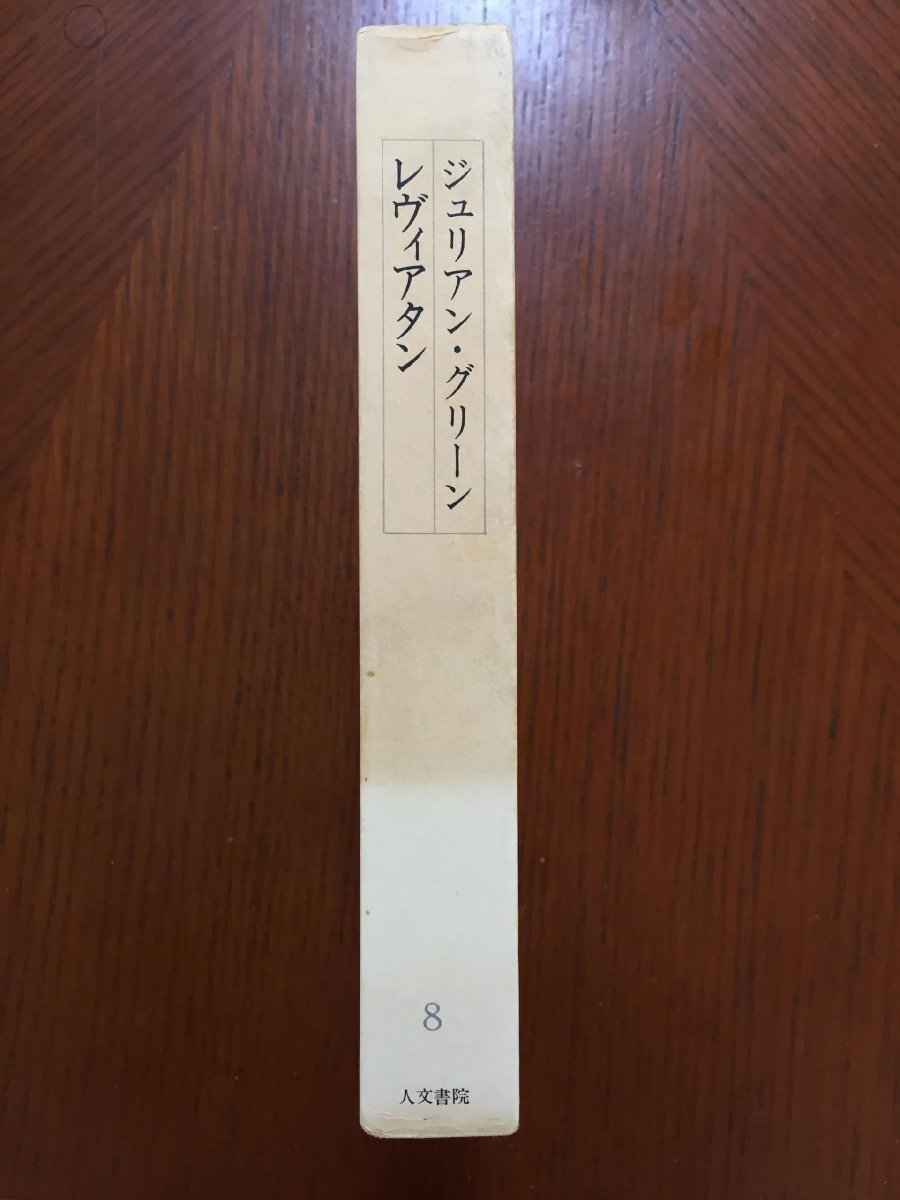 ジュリアン・グリーン
レヴィアタン
8
人文書院